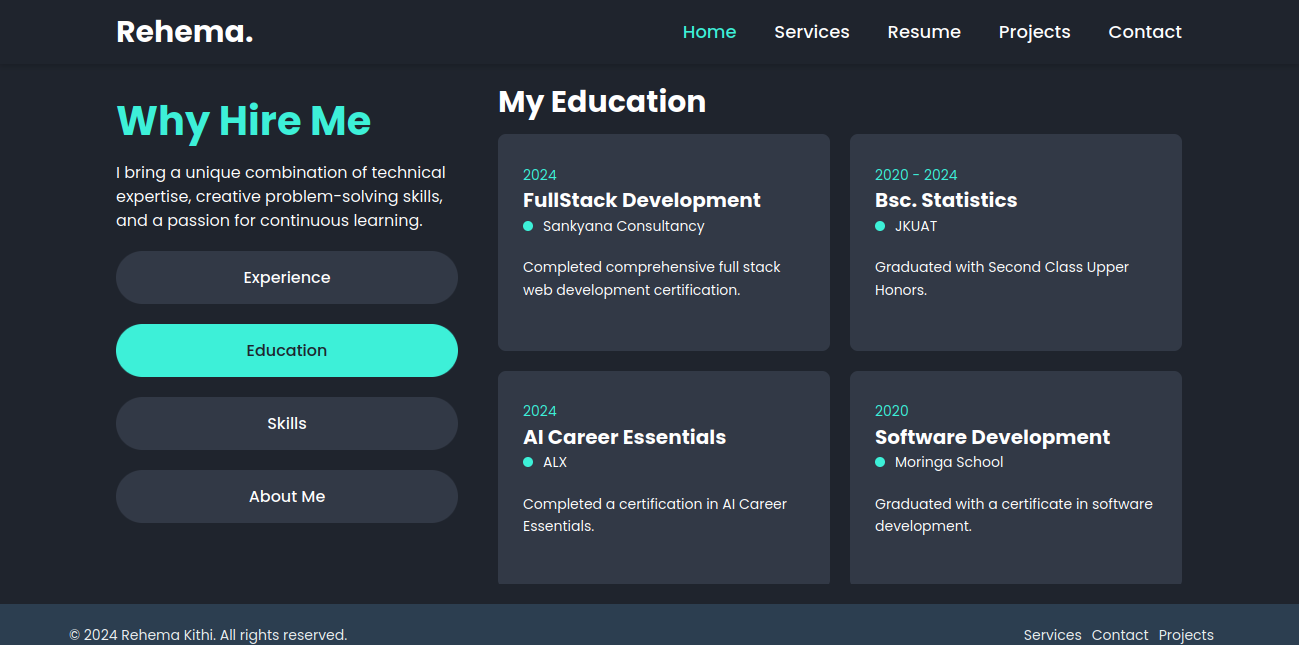 Rehema.
Home Services Resume Projects Contact
Why Hire Me
I bring a unique combination of technical
expertise, creative problem-solving skills,
and a passion for continuous learning.
Experience
Education
Skills
About Me
My Education
2024
FullStack Development
Sankyana Consultancy
Completed comprehensive full stack
web development certification.
2020 - 2024
Bsc. Statistics
JKUAT
Graduated with Second Class Upper
Honors.
2024
AI Career Essentials
ALX
Completed a certification in AI Career
Essentials.
2020
Software Development
Moringa School
Graduated with a certificate in software
development.
© 2024 Rehema Kithi. All rights reserved.
Services Contact Projects